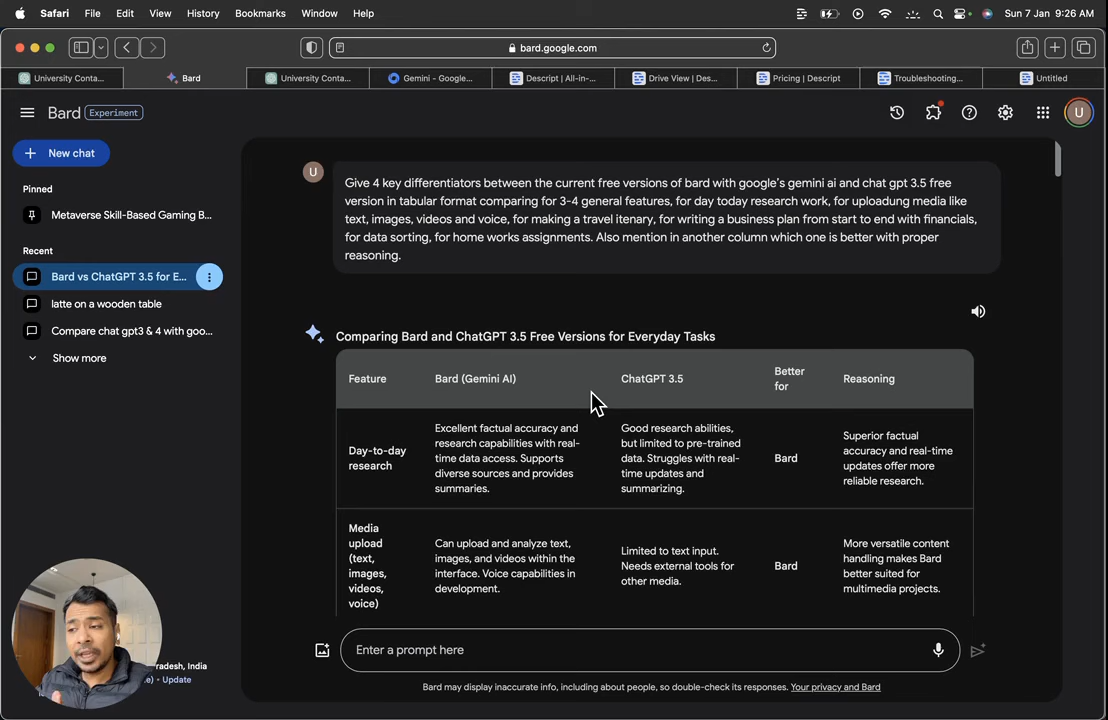 Safari File Edit View History Bookmarks Window Help Sun 7 Jan 9:26 AM
bard.google.com
University Conta... Bard University Conta... Gemini - Google... Descript | All-in-... Drive View | Des... Pricing | Descript Troubleshooting... Untitled
Bard Experiment U
New chat
Pinned
Metaverse Skill-Based Gaming B...
Recent
Bard vs ChatGPT 3.5 for E...
latte on a wooden table
Compare chat gpt3 & 4 with goo...
Show more
U
Give 4 key differentiators between the current free versions of bard with google's gemini ai and chat gpt 3.5 free
version in tabular format comparing for 3-4 general features, for day today research work, for uploadung media like
text, images, videos and voice, for making a travel itenary, for writing a business plan from start to end with financials,
for data sorting, for home works assignments. Also mention in another column which one is better with proper
reasoning.
Comparing Bard and ChatGPT 3.5 Free Versions for Everyday Tasks
Feature
Bard (Gemini AI)
ChatGPT 3.5
Better
for
Reasoning
Day-to-day
research
Excellent factual accuracy and
research capabilities with real-
time data access. Supports
diverse sources and provides
summaries.
Good research abilities,
but limited to pre-trained
data. Struggles with real-
time updates and
summarizing.
Bard
Superior factual
accuracy and real-time
updates offer more
reliable research.
Media
upload
(text,
images,
videos,
voice)
Can upload and analyze text,
images, and videos within the
interface. Voice capabilities in
development.
Limited to text input.
Needs external tools for
other media.
Bard
More versatile content
handling makes Bard
better suited for
multimedia projects.
radesh, India
) • Update
Enter a prompt here
Bard may display inaccurate info, including about people, so double-check its responses. Your privacy and Bard